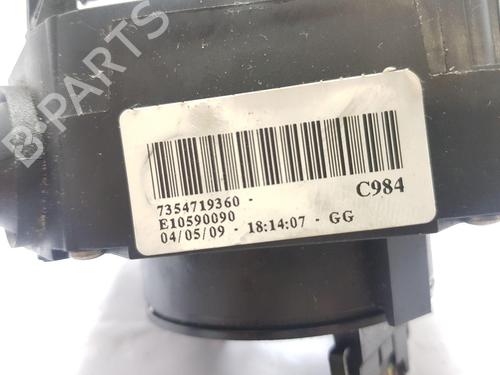 B-PARTS
7354719360 -
C984
E10590090
04/05/09 - 18:14:07 - GG